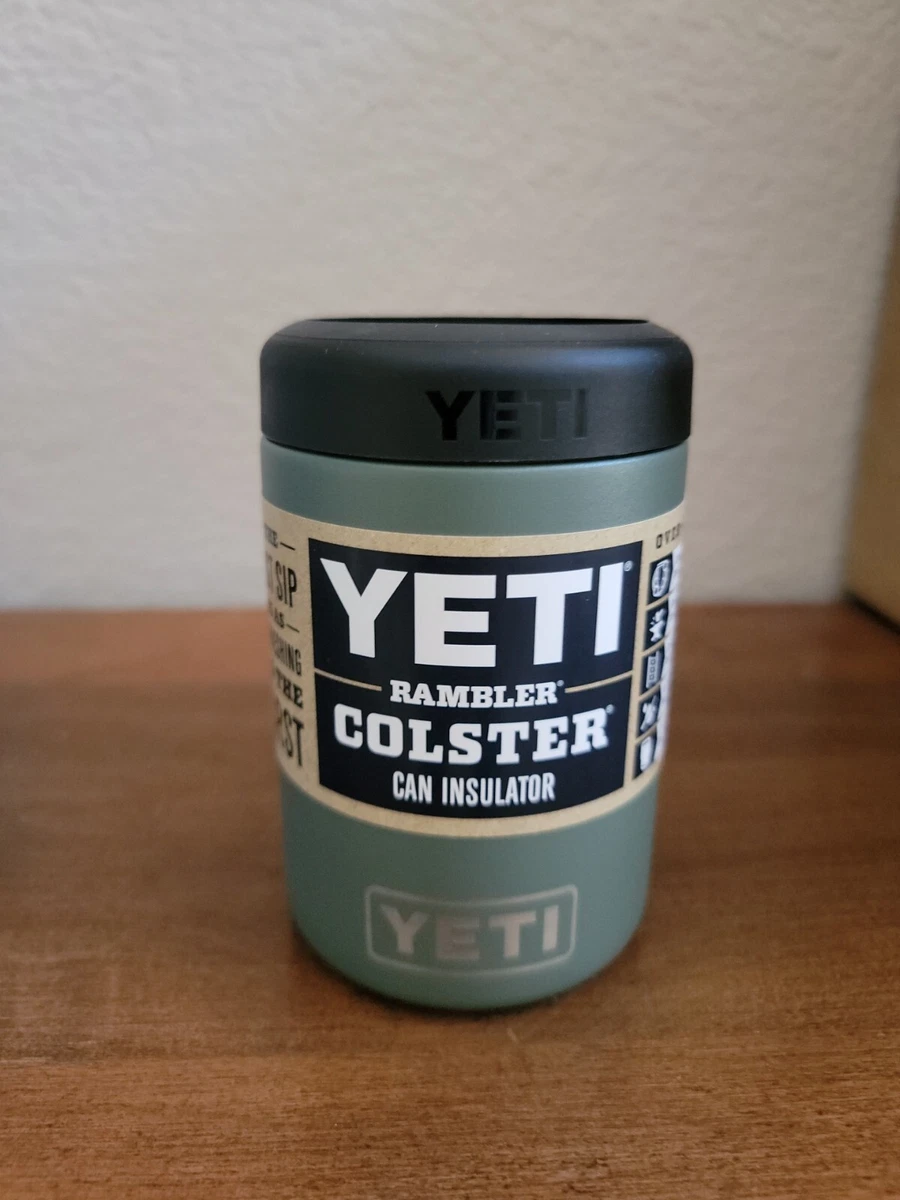 YETI
YETI®
RAMBLER®
COLSTER®
CAN INSULATOR
SIP
THE
YETI